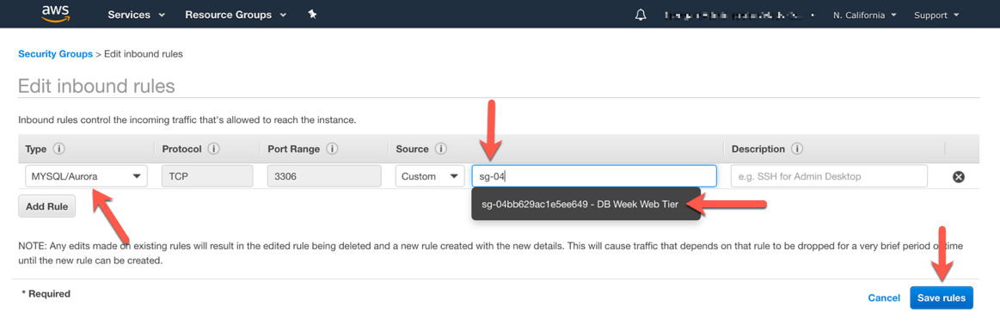 aws Services Resource Groups N. California Support
Security Groups > Edit inbound rules
Edit inbound rules
Inbound rules control the incoming traffic that's allowed to reach the instance.
Type i Protocol i Port Range i Source i Description i
MYSQL/Aurora TCP 3306 Custom sg-04 e.g. SSH for Admin Desktop
sg-04bb629ac1e5ee649 - DB Week Web Tier
Add Rule
NOTE: Any edits made on existing rules will result in the edited rule being deleted and a new rule created with the new details. This will cause traffic that depends on that rule to be dropped for a very brief period of time
until the new rule can be created.
* Required
Cancel Save rules